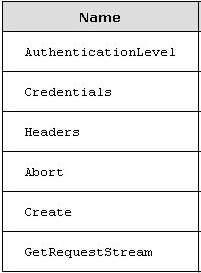 Name
AuthenticationLevel
Credentials
Headers
Abort
Create
GetRequestStream